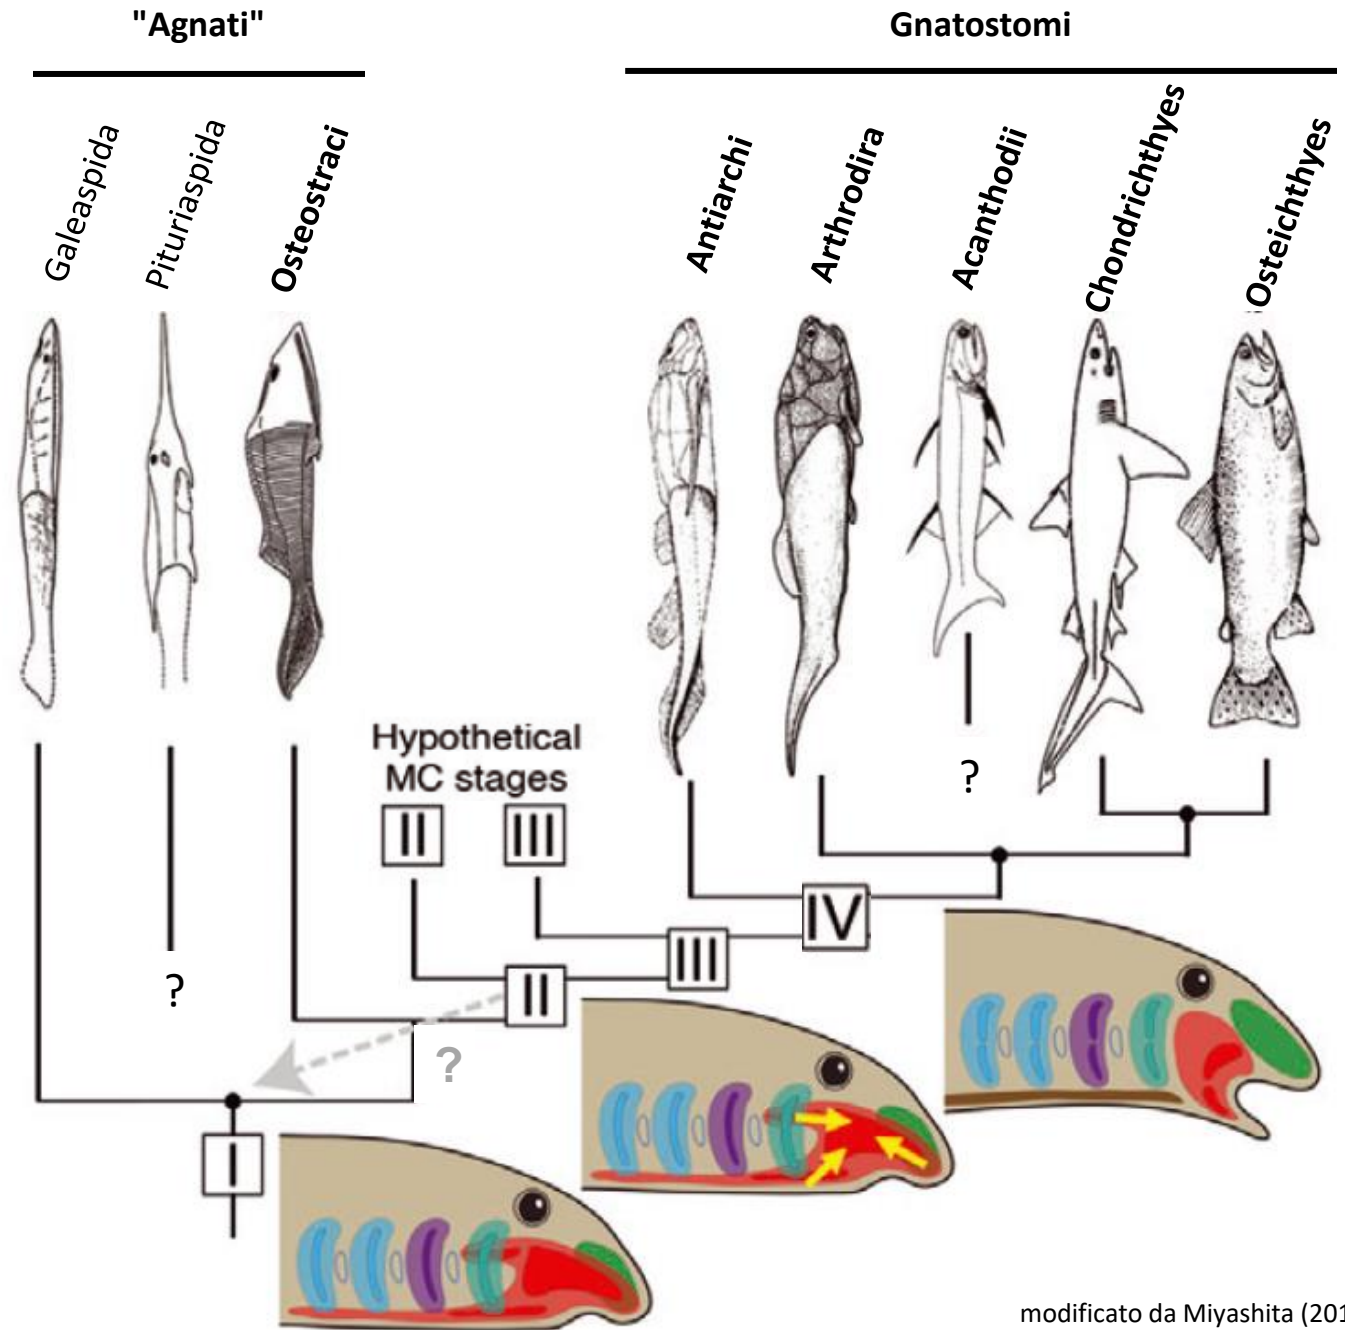 "Agnati"
Gnatostomi
Galeaspida
Pituriaspida
Osteostraci
Antiarchi
Arthrodira
Acanthodii
Chondrichthyes
Osteichthyes
Hypothetical
MC stages
II
III
?
IV
III
?
II
?
I
modificato da Miyashita (201